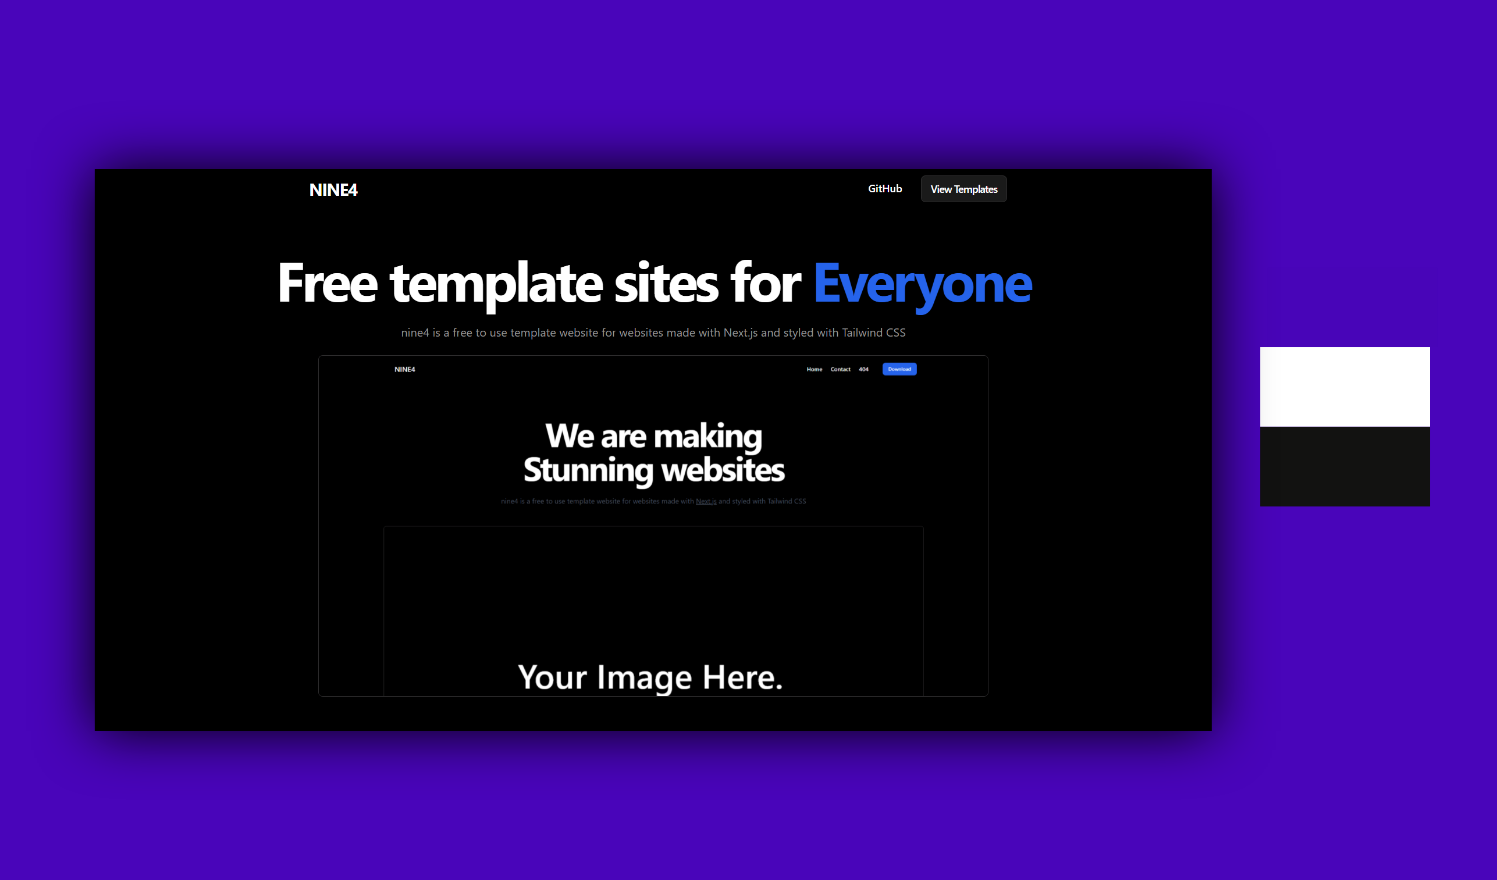 NINE4
GitHub
View Templates
Free template sites for Everyone
nine4 is a free to use template website for websites made with Next.js and styled with Tailwind CSS
NINE4
Home
Contact
404
Download
We are making
Stunning websites
nine4 is a free to use template website for websites made with Next.js and styled with Tailwind CSS
Your Image Here.